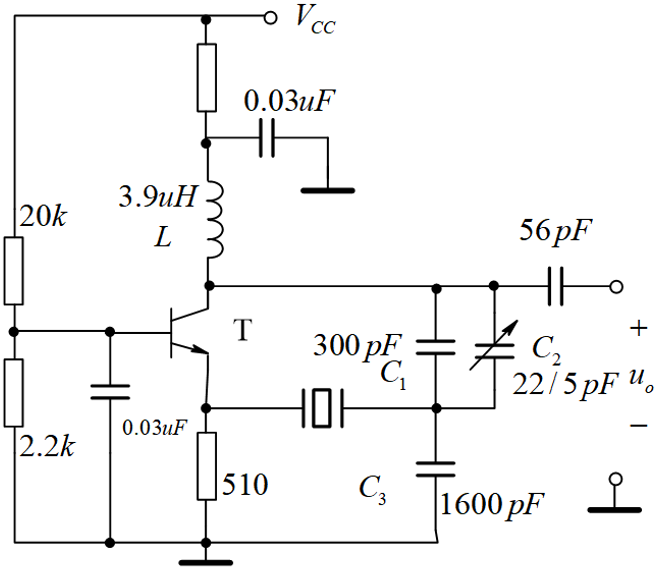 V_CC
0.03uF
3.9uH
L
20k
56pF
T
+
300pF
C_1
C_2
22/5pF
u_o
0.03uF
−
2.2k
510
C_3
1600pF